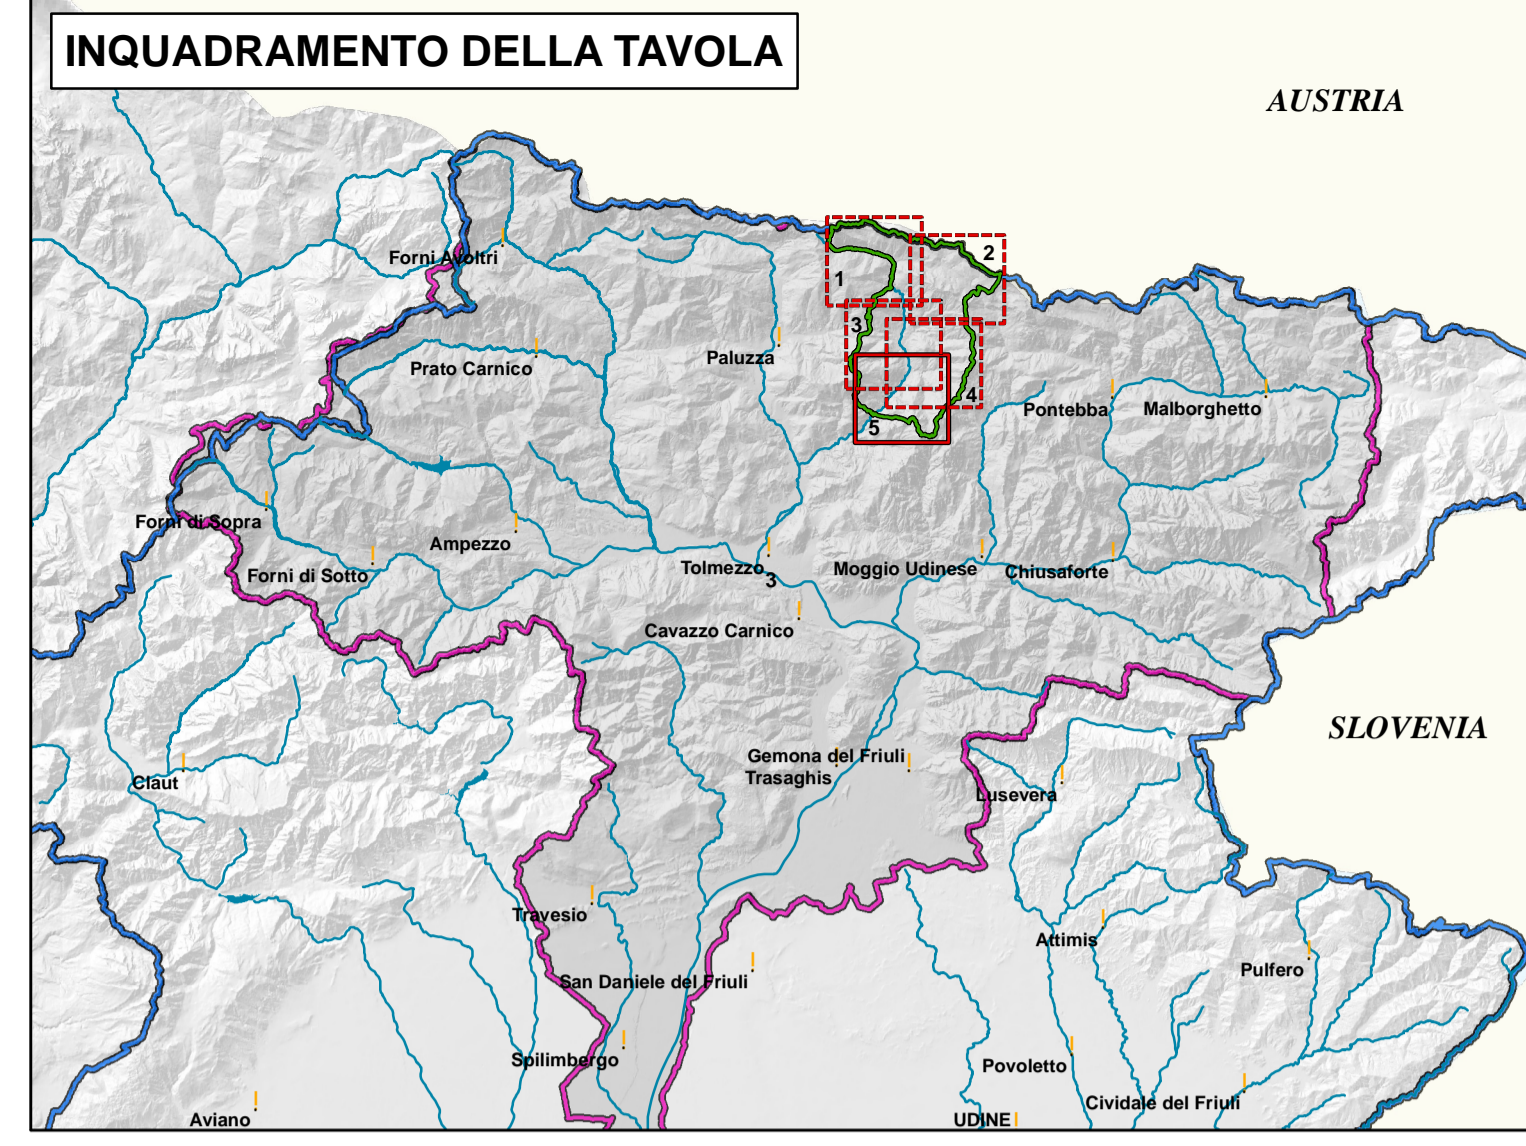 INQUADRAMENTO DELLA TAVOLA
AUSTRIA
2
Forni Avoltri
1
3
Paluzza
Prato Carnico
4
Pontebba
Malborghetto
5
Forni di Sopra
Ampezzo
Forni di Sotto
Tolmezzo
3
Moggio Udinese
Chiusaforte
Cavazzo Carnico
SLOVENIA
Gemona del Friuli
Trasaghis
Claut
Lusevera
Travesio
Attimis
Pulfero
San Daniele del Friuli
Spilimbergo
Povoletto
Cividale del Friuli
Aviano
UDINE